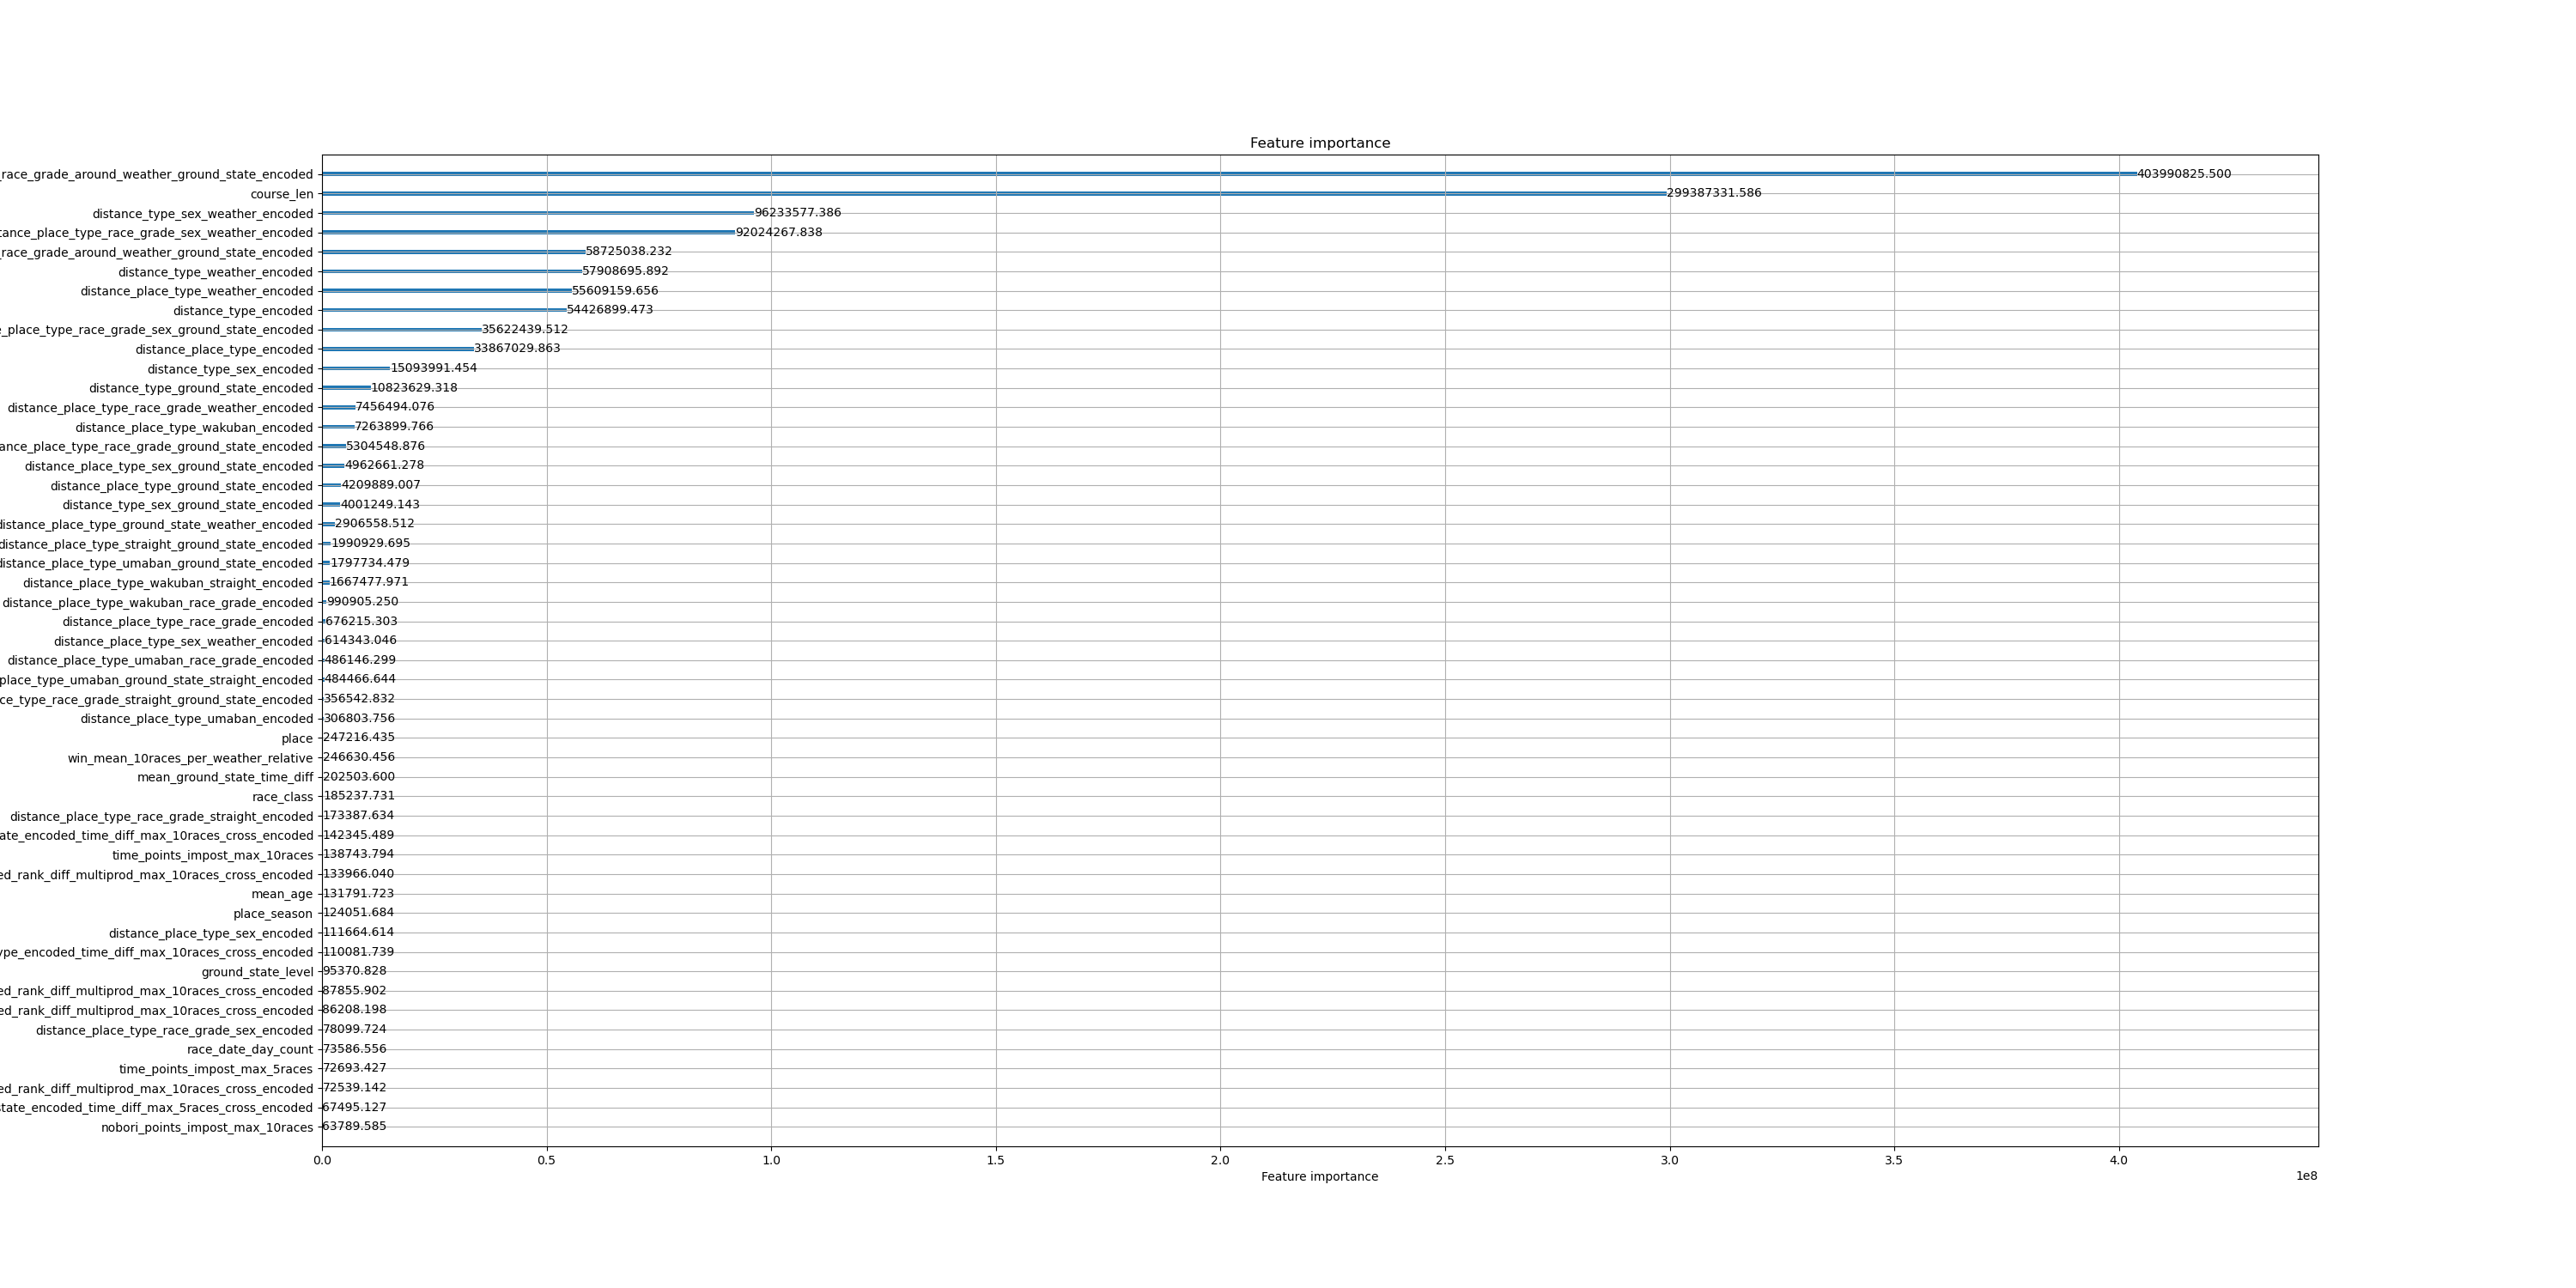 Feature importance
race_grade_around_weather_ground_state_encoded 403990825.500
course_len 299387331.586
distance_type_sex_weather_encoded 96233577.386
tance_place_type_race_grade_sex_weather_encoded 92024267.838
race_grade_around_weather_ground_state_encoded 58725038.232
distance_type_weather_encoded 57908695.892
distance_place_type_weather_encoded 55609159.656
distance_type_encoded 54426899.473
e_place_type_race_grade_sex_ground_state_encoded 35622439.512
distance_place_type_encoded 33867029.863
distance_type_sex_encoded 15093991.454
distance_type_ground_state_encoded 10823629.318
distance_place_type_race_grade_weather_encoded 7456494.076
distance_place_type_wakuban_encoded 7263899.766
ance_place_type_race_grade_ground_state_encoded 5304548.876
distance_place_type_sex_ground_state_encoded 4962661.278
distance_place_type_ground_state_encoded 4209889.007
distance_type_sex_ground_state_encoded 4001249.143
distance_place_type_ground_state_weather_encoded 2906558.512
distance_place_type_straight_ground_state_encoded 1990929.695
distance_place_type_umaban_ground_state_encoded 1797734.479
distance_place_type_wakuban_straight_encoded 1667477.971
distance_place_type_wakuban_race_grade_encoded 990905.250
distance_place_type_race_grade_encoded 676215.303
distance_place_type_sex_weather_encoded 614343.046
distance_place_type_umaban_race_grade_encoded 486146.299
place_type_umaban_ground_state_straight_encoded 484466.644
ce_type_race_grade_straight_ground_state_encoded 356542.832
distance_place_type_umaban_encoded 306803.756
place 247216.435
win_mean_10races_per_weather_relative 246630.456
mean_ground_state_time_diff 202503.600
race_class 185237.731
distance_place_type_race_grade_straight_encoded 173387.634
ate_encoded_time_diff_max_10races_cross_encoded 142345.489
time_points_impost_max_10races 138743.794
ed_rank_diff_multiprod_max_10races_cross_encoded 133966.040
mean_age 131791.723
place_season 124051.684
distance_place_type_sex_encoded 111664.614
ype_encoded_time_diff_max_10races_cross_encoded 110081.739
ground_state_level 95370.828
ed_rank_diff_multiprod_max_10races_cross_encoded 87855.902
ed_rank_diff_multiprod_max_10races_cross_encoded 86208.198
distance_place_type_race_grade_sex_encoded 78099.724
race_date_day_count 73586.556
time_points_impost_max_5races 72693.427
ed_rank_diff_multiprod_max_10races_cross_encoded 72539.142
tate_encoded_time_diff_max_5races_cross_encoded 67495.127
nobori_points_impost_max_10races 63789.585
0.0 0.5 1.0 1.5 2.0 2.5 3.0 3.5 4.0
1e8
Feature importance